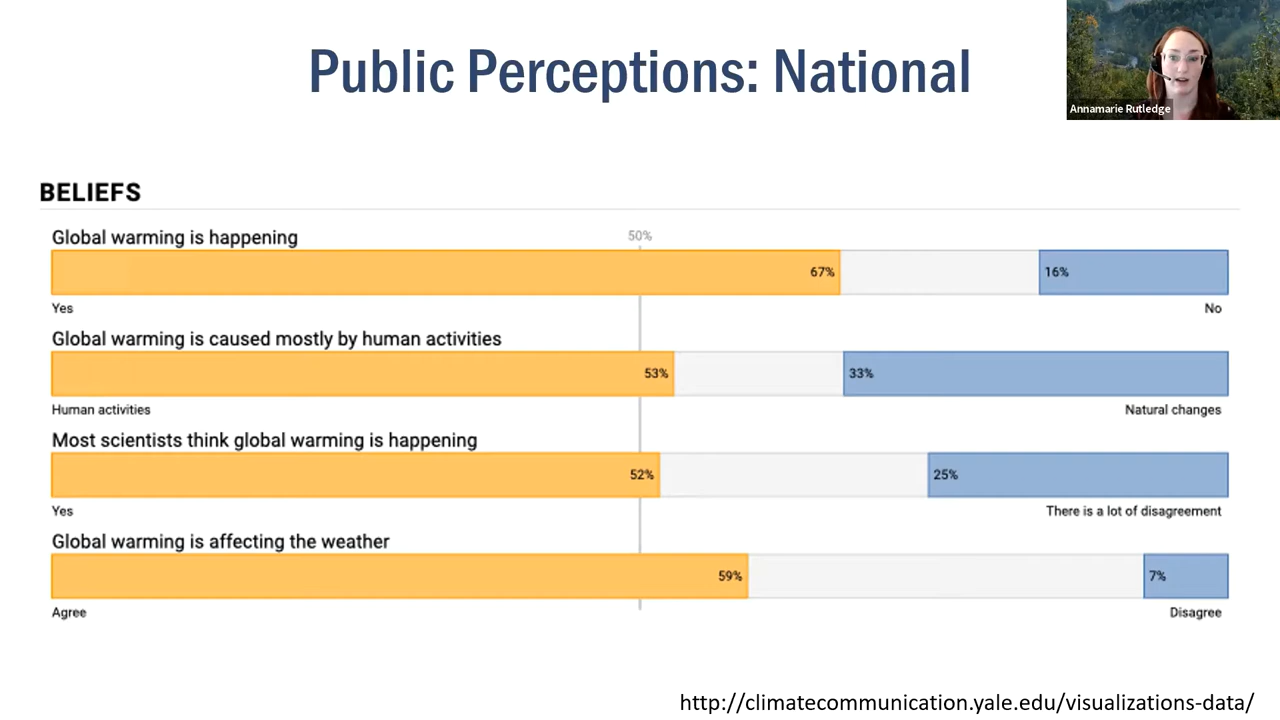 Public Perceptions: National
Annamarie Rutledge
BELIEFS
Global warming is happening
50%
67%
16%
Yes
No
Global warming is caused mostly by human activities
53%
33%
Human activities
Natural changes
Most scientists think global warming is happening
52%
25%
Yes
There is a lot of disagreement
Global warming is affecting the weather
59%
7%
Agree
Disagree
http://climatecommunication.yale.edu/visualizations-data/